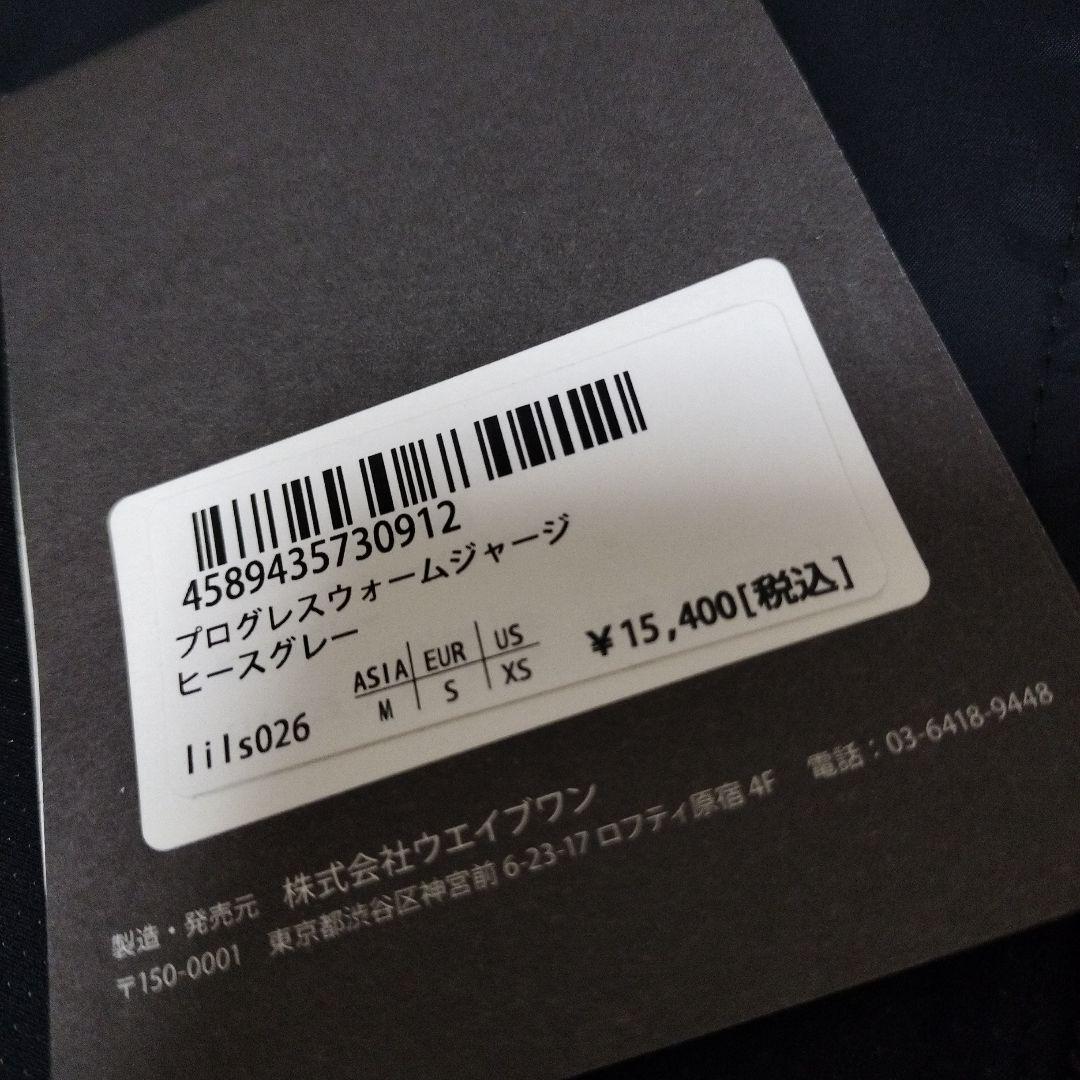 4589435730912
プログレスウォームジャージ
ヒースグレー
ASIA EUR US
M S XS
lils026
￥15,400[税込]
製造・発売元 株式会社ウエイブワン
〒150-0001 東京都渋谷区神宮前 6-23-17 ロフティ原宿 4F 電話：03-6418-9448